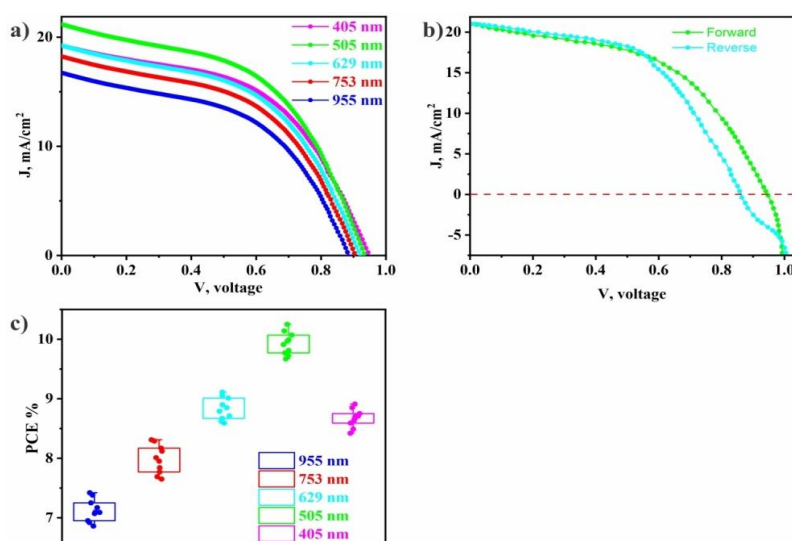 a)
J, mA/cm²
20
10
0
405 nm
505 nm
629 nm
753 nm
955 nm
0.0 0.2 0.4 0.6 0.8 1.0
V, voltage
b)
J, mA/cm²
20
15
10
5
0
-5
Forward
Reverse
0.0 0.2 0.4 0.6 0.8 1.0
V, voltage
c)
PCE %
10
9
8
7
955 nm
753 nm
629 nm
505 nm
405 nm